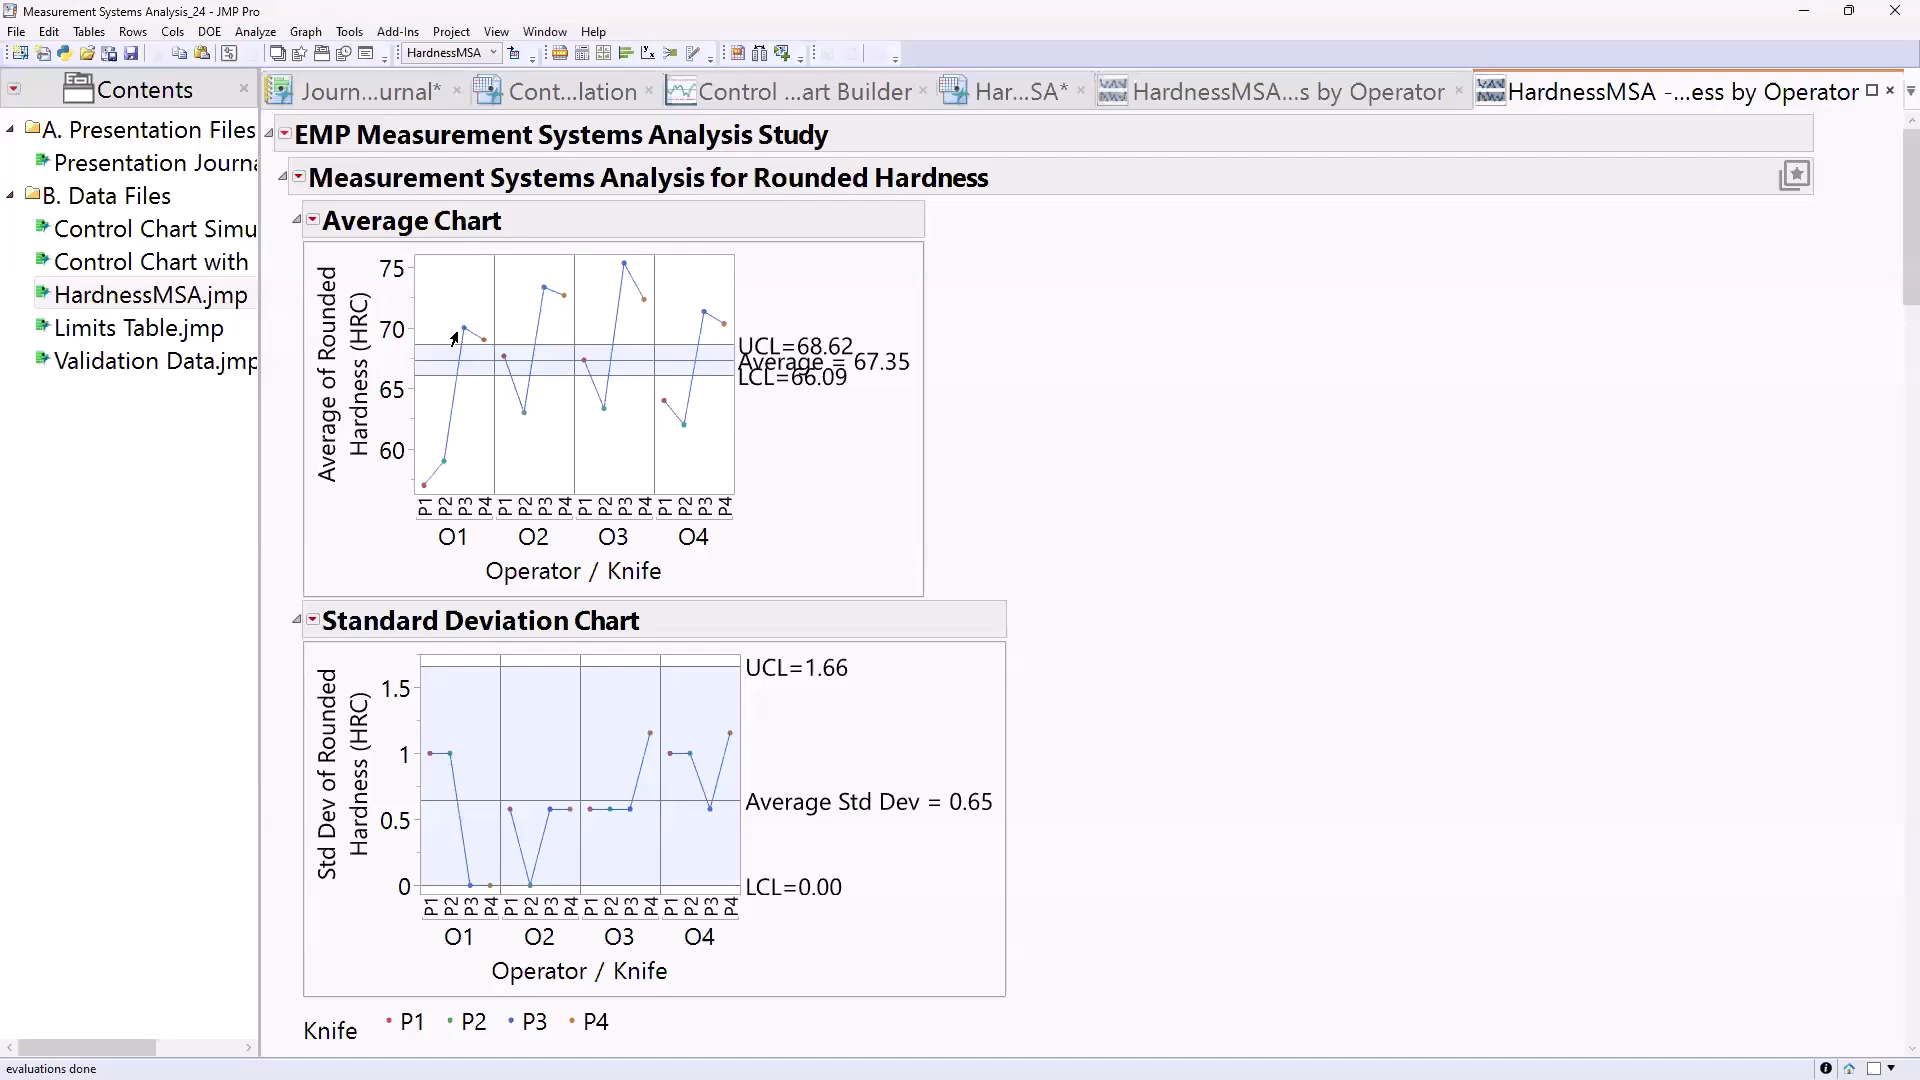 Measurement Systems Analysis_24 - JMP Pro
File Edit Tables Rows Cols DOE Analyze Graph Tools Add-Ins Project View Window Help
HardnessMSA
Contents
Journ...urnal* Cont...lation Control ...art Builder Har...SA* HardnessMSA...s by Operator HardnessMSA -...ess by Operator
A. Presentation Files
Presentation Journa
B. Data Files
Control Chart Simu
Control Chart with
HardnessMSA.jmp
Limits Table.jmp
Validation Data.jmp
EMP Measurement Systems Analysis Study
Measurement Systems Analysis for Rounded Hardness
Average Chart
Average of Rounded
Hardness (HRC)
75
70
65
60
UCL=68.62
Average = 67.35
LCL=66.09
P1 P2 P3 P4 P1 P2 P3 P4 P1 P2 P3 P4 P1 P2 P3 P4
O1 O2 O3 O4
Operator / Knife
Standard Deviation Chart
Std Dev of Rounded
Hardness (HRC)
1.5
1
0.5
0
UCL=1.66
Average Std Dev = 0.65
LCL=0.00
P1 P2 P3 P4 P1 P2 P3 P4 P1 P2 P3 P4 P1 P2 P3 P4
O1 O2 O3 O4
Operator / Knife
Knife P1 P2 P3 P4
evaluations done